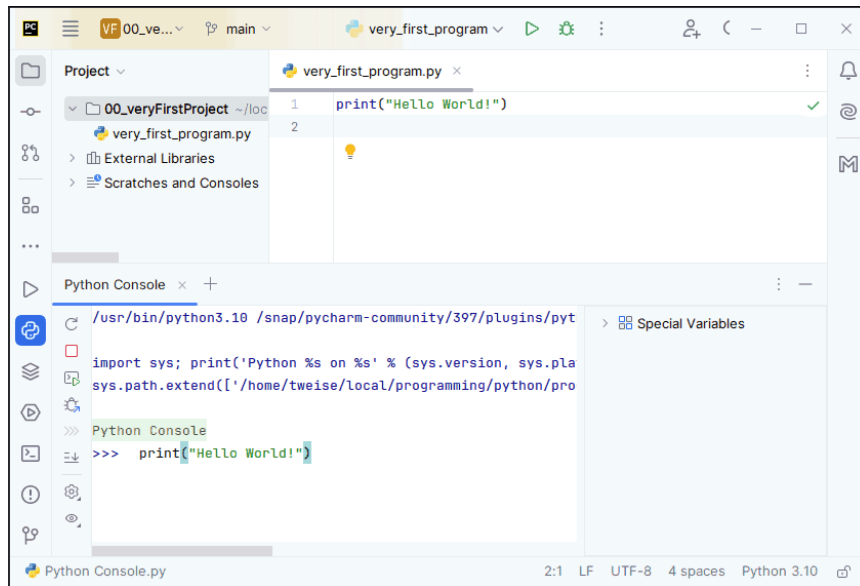 PC VF 00_ve... main very_first_program
Project
very_first_program.py
00_veryFirstProject ~/loc
very_first_program.py
External Libraries
Scratches and Consoles
1 print("Hello World!")
2
Python Console
/usr/bin/python3.10 /snap/pycharm-community/397/plugins/pyt
import sys; print('Python %s on %s' % (sys.version, sys.pla
sys.path.extend(['/home/tweise/local/programming/python/pro
Python Console
>>> print("Hello World!")
Special Variables
Python Console.py 2:1 LF UTF-8 4 spaces Python 3.10